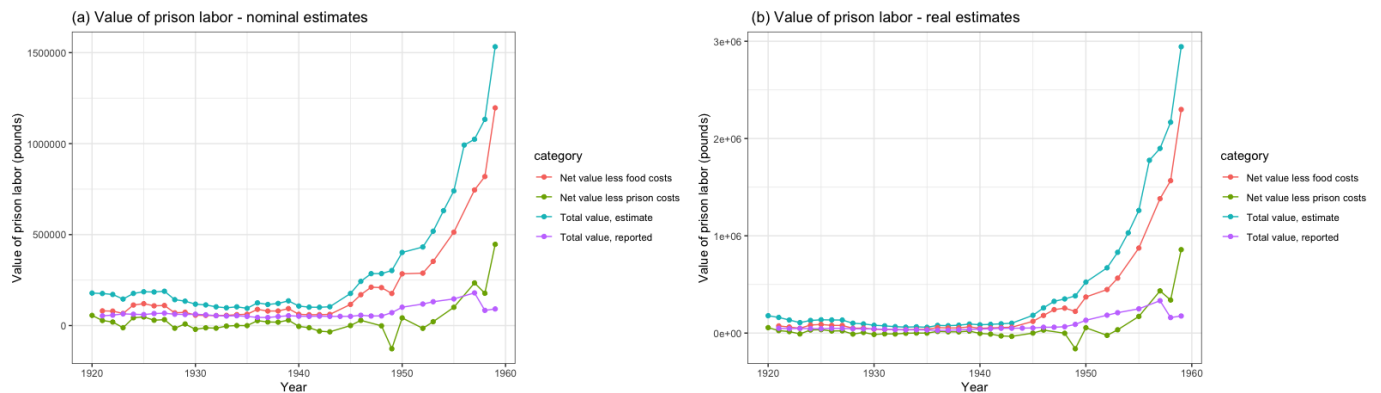 (a) Value of prison labor - nominal estimates
Value of prison labor (pounds)
1500000
1000000
500000
0
1920
1930
1940
1950
1960
Year
category
Net value less food costs
Net value less prison costs
Total value, estimate
Total value, reported
(b) Value of prison labor - real estimates
Value of prison labor (pounds)
3e+06
2e+06
1e+06
0e+00
1920
1930
1940
1950
1960
Year
category
Net value less food costs
Net value less prison costs
Total value, estimate
Total value, reported